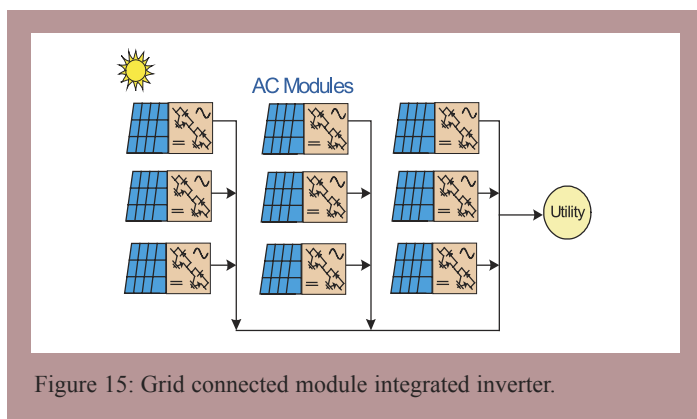 AC Modules
Utility
Figure 15: Grid connected module integrated inverter.